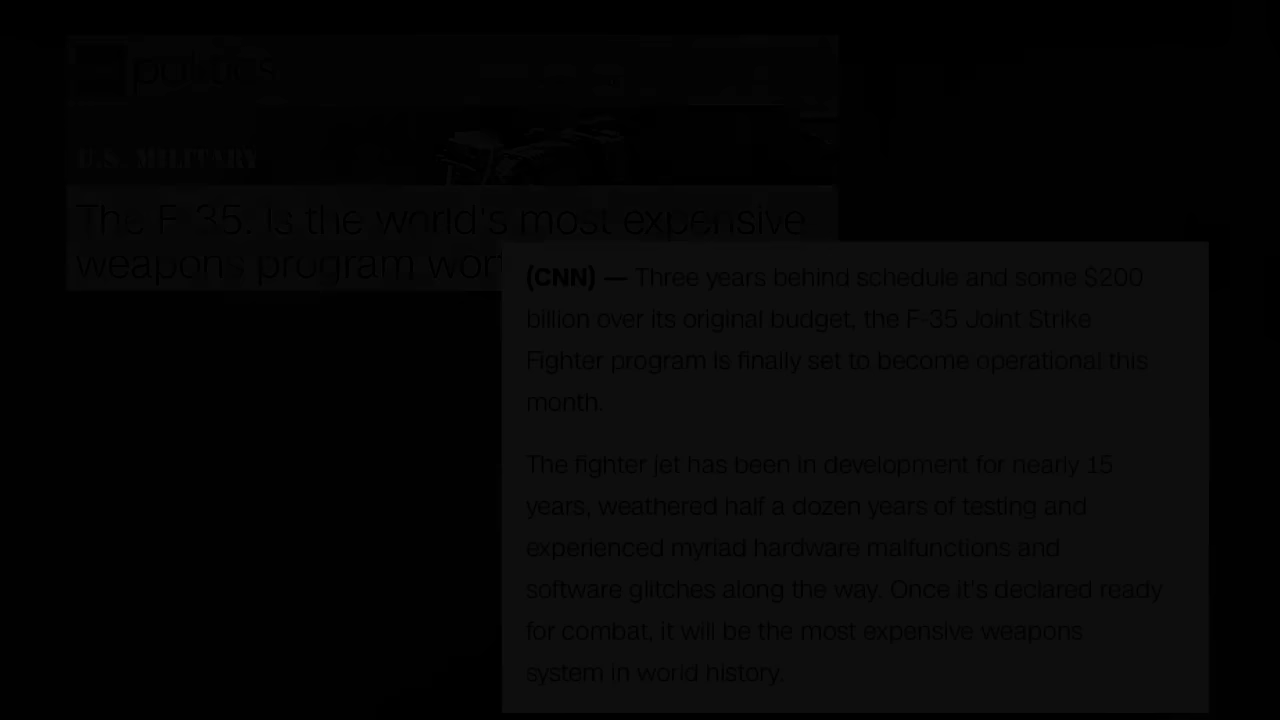 politics
U.S. MILITARY
The F-35: Is the world's most expensive
weapons program wor
(CNN) — Three years behind schedule and some $200
billion over its original budget, the F-35 Joint Strike
Fighter program is finally set to become operational this
month.
The fighter jet has been in development for nearly 15
years, weathered half a dozen years of testing and
experienced myriad hardware malfunctions and
software glitches along the way. Once it's declared ready
for combat, it will be the most expensive weapons
system in world history.